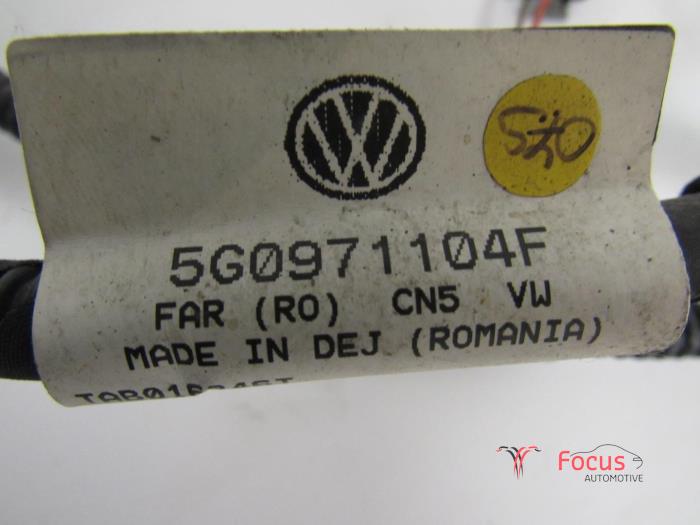 5G0971104F
FAR (RO) CN5 VW
MADE IN DEJ (ROMANIA)
Focus
AUTOMOTIVE